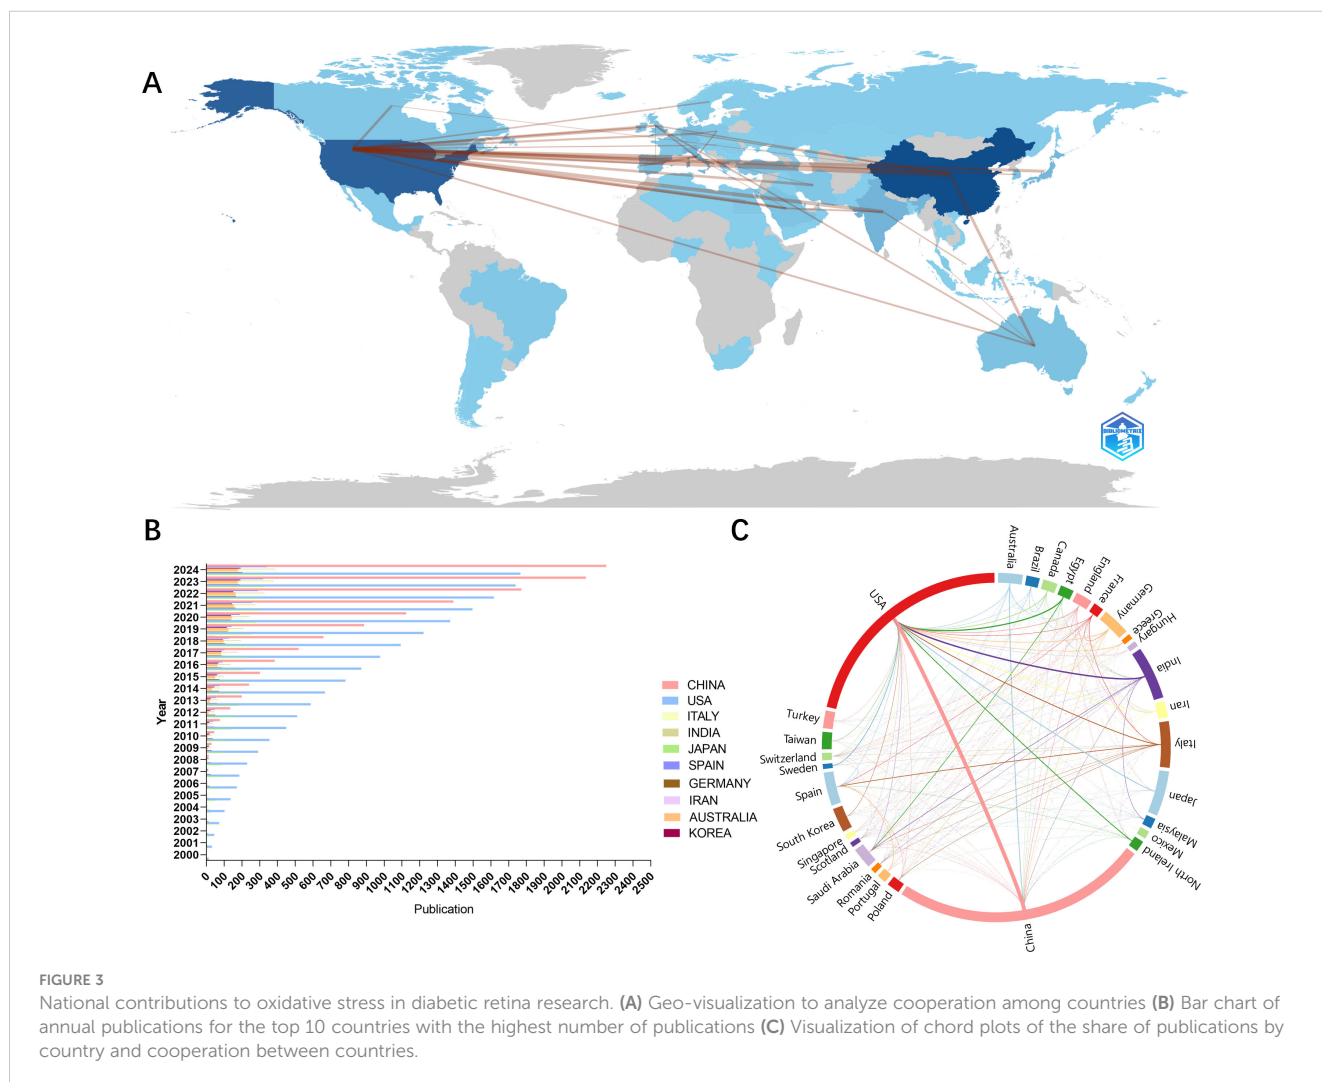 A
BIBLIOMETRIX
B
C
2024
2023
2022
2021
2020
2019
2018
2017
2016
2015
2014
2013
2012
2011
2010
2009
2008
2007
2006
2005
2004
2003
2002
2001
2000
Year
0 100 200 300 400 500 600 700 800 900 1000 1100 1200 1300 1400 1500 1600 1700 1800 1900 2000 2100 2200 2300 2400 2500
Publication
CHINA
USA
ITALY
INDIA
JAPAN
SPAIN
GERMANY
IRAN
AUSTRALIA
KOREA
Australia
Brazil
Canada
Egypt
England
France
Germany
Greece
Hungary
India
Iran
Italy
Japan
Malaysia
Mexico
North Ireland
China
Poland
Portugal
Romania
Saudi Arabia
Scotland
Singapore
South Korea
Spain
Sweden
Switzerland
Taiwan
Turkey
USA
FIGURE 3
National contributions to oxidative stress in diabetic retina research. (A) Geo-visualization to analyze cooperation among countries (B) Bar chart of
annual publications for the top 10 countries with the highest number of publications (C) Visualization of chord plots of the share of publications by
country and cooperation between countries.